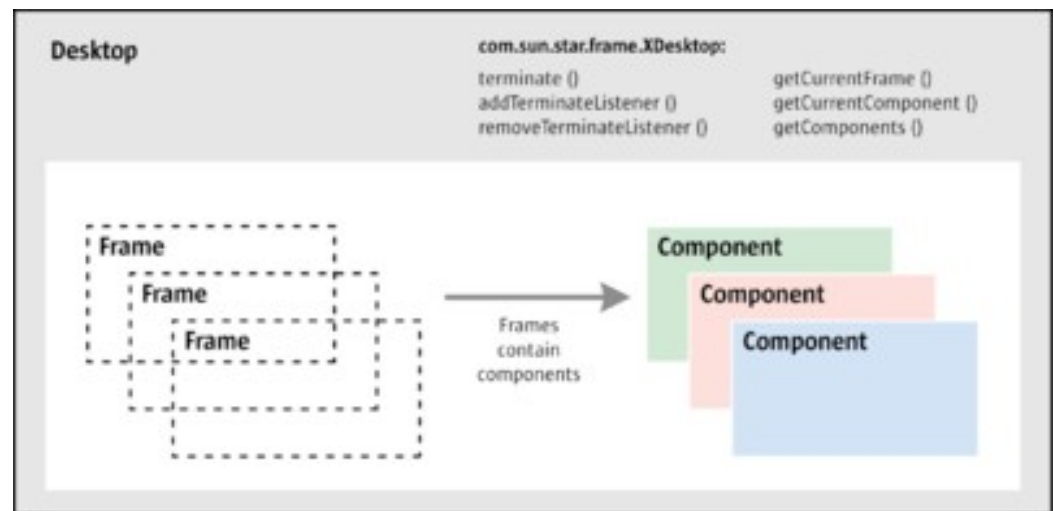 Desktop
com.sun.star.frame.XDesktop:
terminate ()
addTerminateListener ()
removeTerminateListener ()
getCurrentFrame ()
getCurrentComponent ()
getComponents ()
Frame
Frame
Frame
Frames
contain
components
Component
Component
Component